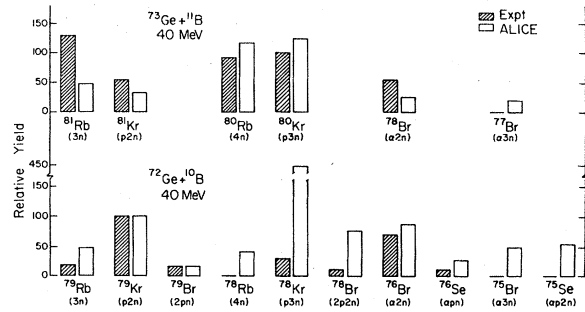 ⁷³Ge+¹¹B
40 MeV
Expt
ALICE
150
100
50
0
⁸¹Rb ⁸¹Kr ⁸⁰Rb ⁸⁰Kr ⁷⁸Br ⁷⁷Br
(3n) (p2n) (4n) (p3n) (α2n) (α3n)
Relative Yield
⁷²Ge+¹⁰B
40 MeV
450
150
100
50
0
⁷⁹Rb ⁷⁹Kr ⁷⁹Br ⁷⁸Rb ⁷⁸Kr ⁷⁸Br ⁷⁶Br ⁷⁶Se ⁷⁵Br ⁷⁵Se
(3n) (p2n) (2pn) (4n) (p3n) (2p2n) (α2n) (αpn) (α3n) (αp2n)